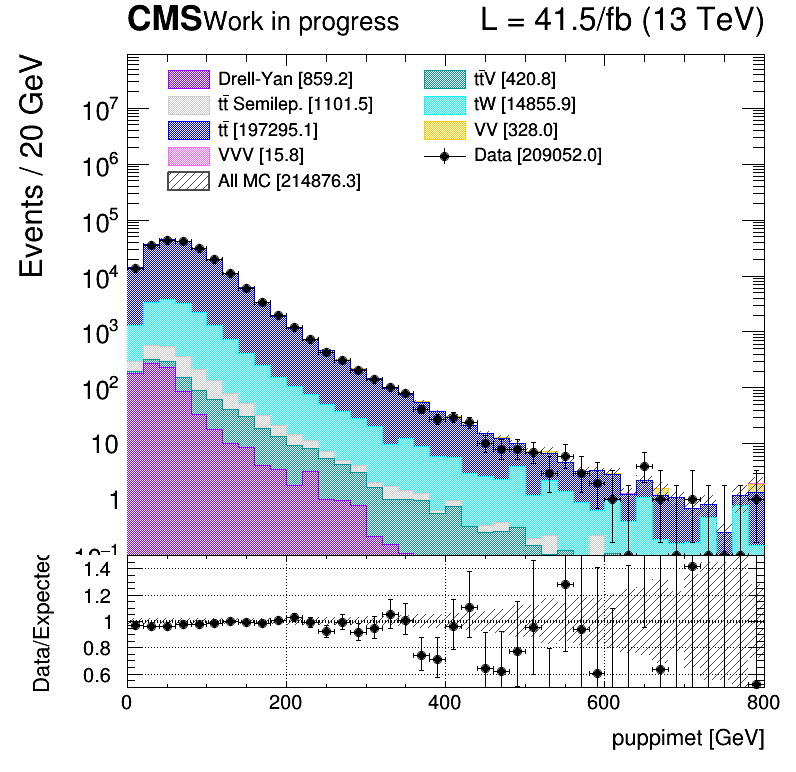 CMS Work in progress L = 41.5/fb (13 TeV)
Events / 20 GeV
Drell-Yan [859.2] tt̄V [420.8]
tt̄ Semilep. [1101.5] tW [14855.9]
tt̄ [197295.1] VV [328.0]
VVV [15.8] Data [209052.0]
All MC [214876.3]
10⁷
10⁶
10⁵
10⁴
10³
10²
10
1
10⁻¹
Data/Expected
1.4
1.2
1
0.8
0.6
0 200 400 600 800
puppimet [GeV]